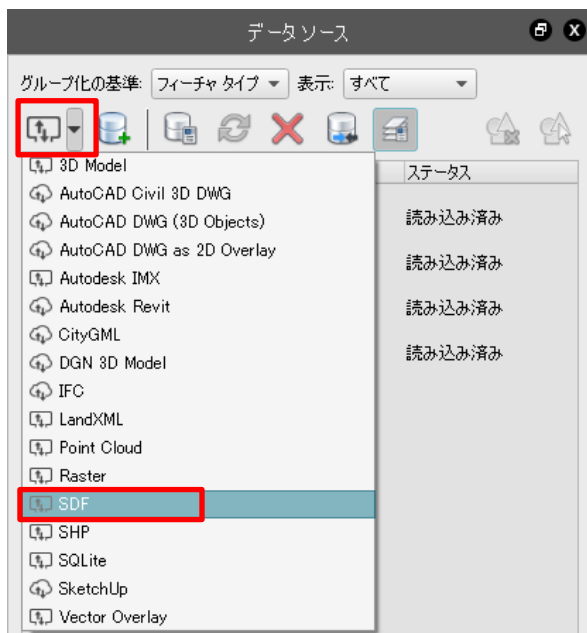 データ ソース
グループ化の基準: フィーチャ タイプ 表示: すべて
ステータス
3D Model
AutoCAD Civil 3D DWG
読み込み済み
AutoCAD DWG (3D Objects)
AutoCAD DWG as 2D Overlay
読み込み済み
Autodesk IMX
Autodesk Revit
読み込み済み
CityGML
読み込み済み
DGN 3D Model
IFC
LandXML
Point Cloud
Raster
SDF
SHP
SQLite
SketchUp
Vector Overlay